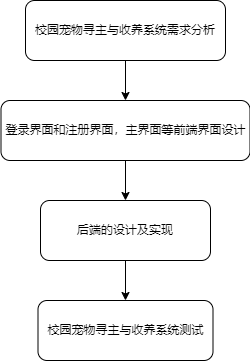 校园宠物寻主与收养系统需求分析
登录界面和注册界面，主界面等前端界面设计
后端的设计及实现
校园宠物寻主与收养系统测试